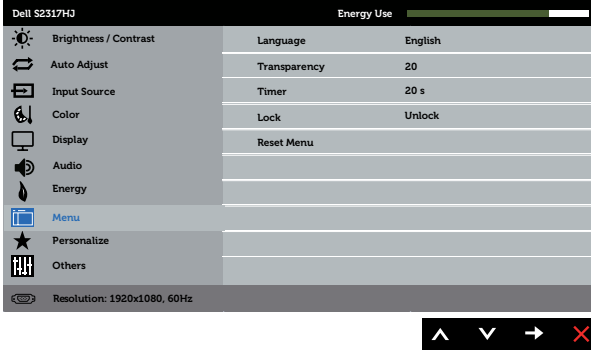 Dell S2317HJ Energy Use
Brightness / Contrast
Auto Adjust
Input Source
Color
Display
Audio
Energy
Menu
Personalize
Others
Language English
Transparency 20
Timer 20 s
Lock Unlock
Reset Menu
Resolution: 1920x1080, 60Hz